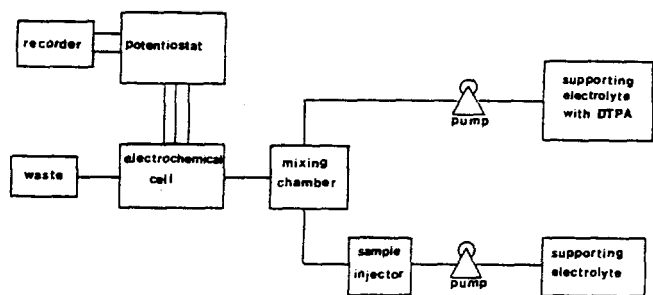 recorder
potentiostat
supporting
electrolyte
with DTPA
pump
electrochemical
cell
mixing
chamber
waste
sample
injector
pump
supporting
electrolyte